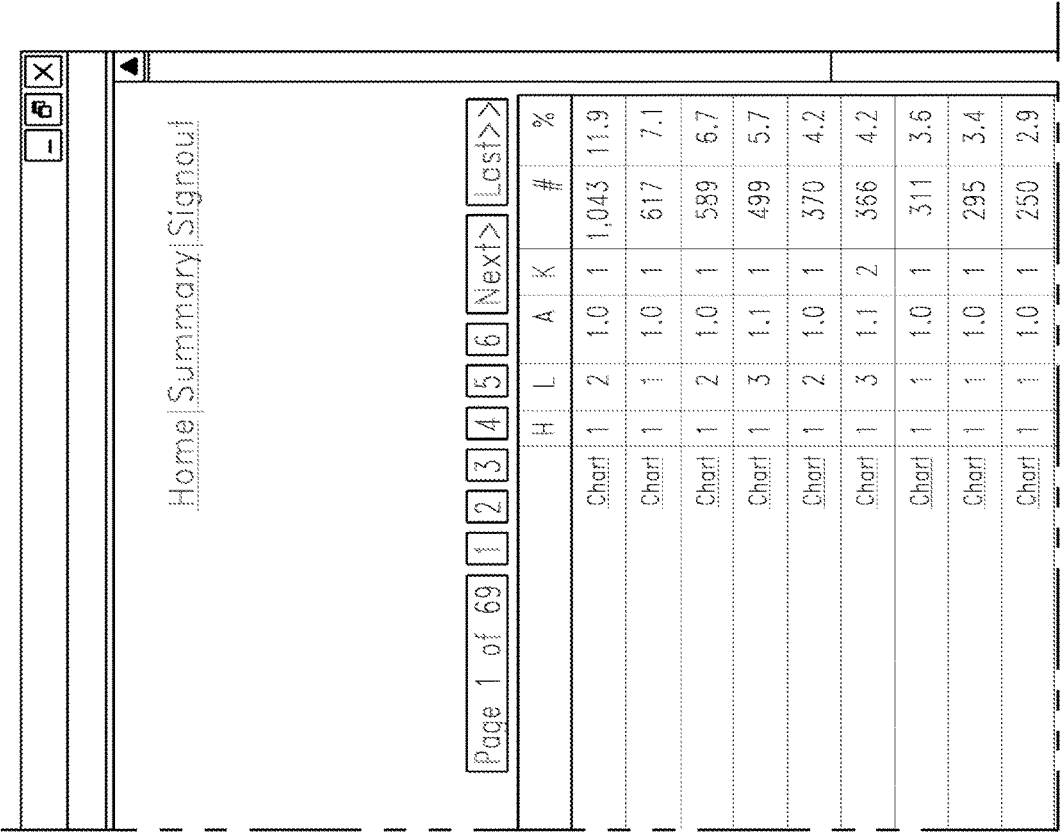 Home Summary Signout
Page 1 of 69 1 2 3 4 5 6 Next> Last>>
H L A K # %
Chart 1 2 1.0 1 1,043 11.9
Chart 1 1 1.0 1 617 7.1
Chart 1 2 1.0 1 589 6.7
Chart 1 3 1.1 1 499 5.7
Chart 1 2 1.0 1 370 4.2
Chart 1 3 1.1 2 366 4.2
Chart 1 1 1.0 1 311 3.6
Chart 1 1 1.0 1 295 3.4
Chart 1 1 1.0 1 250 2.9